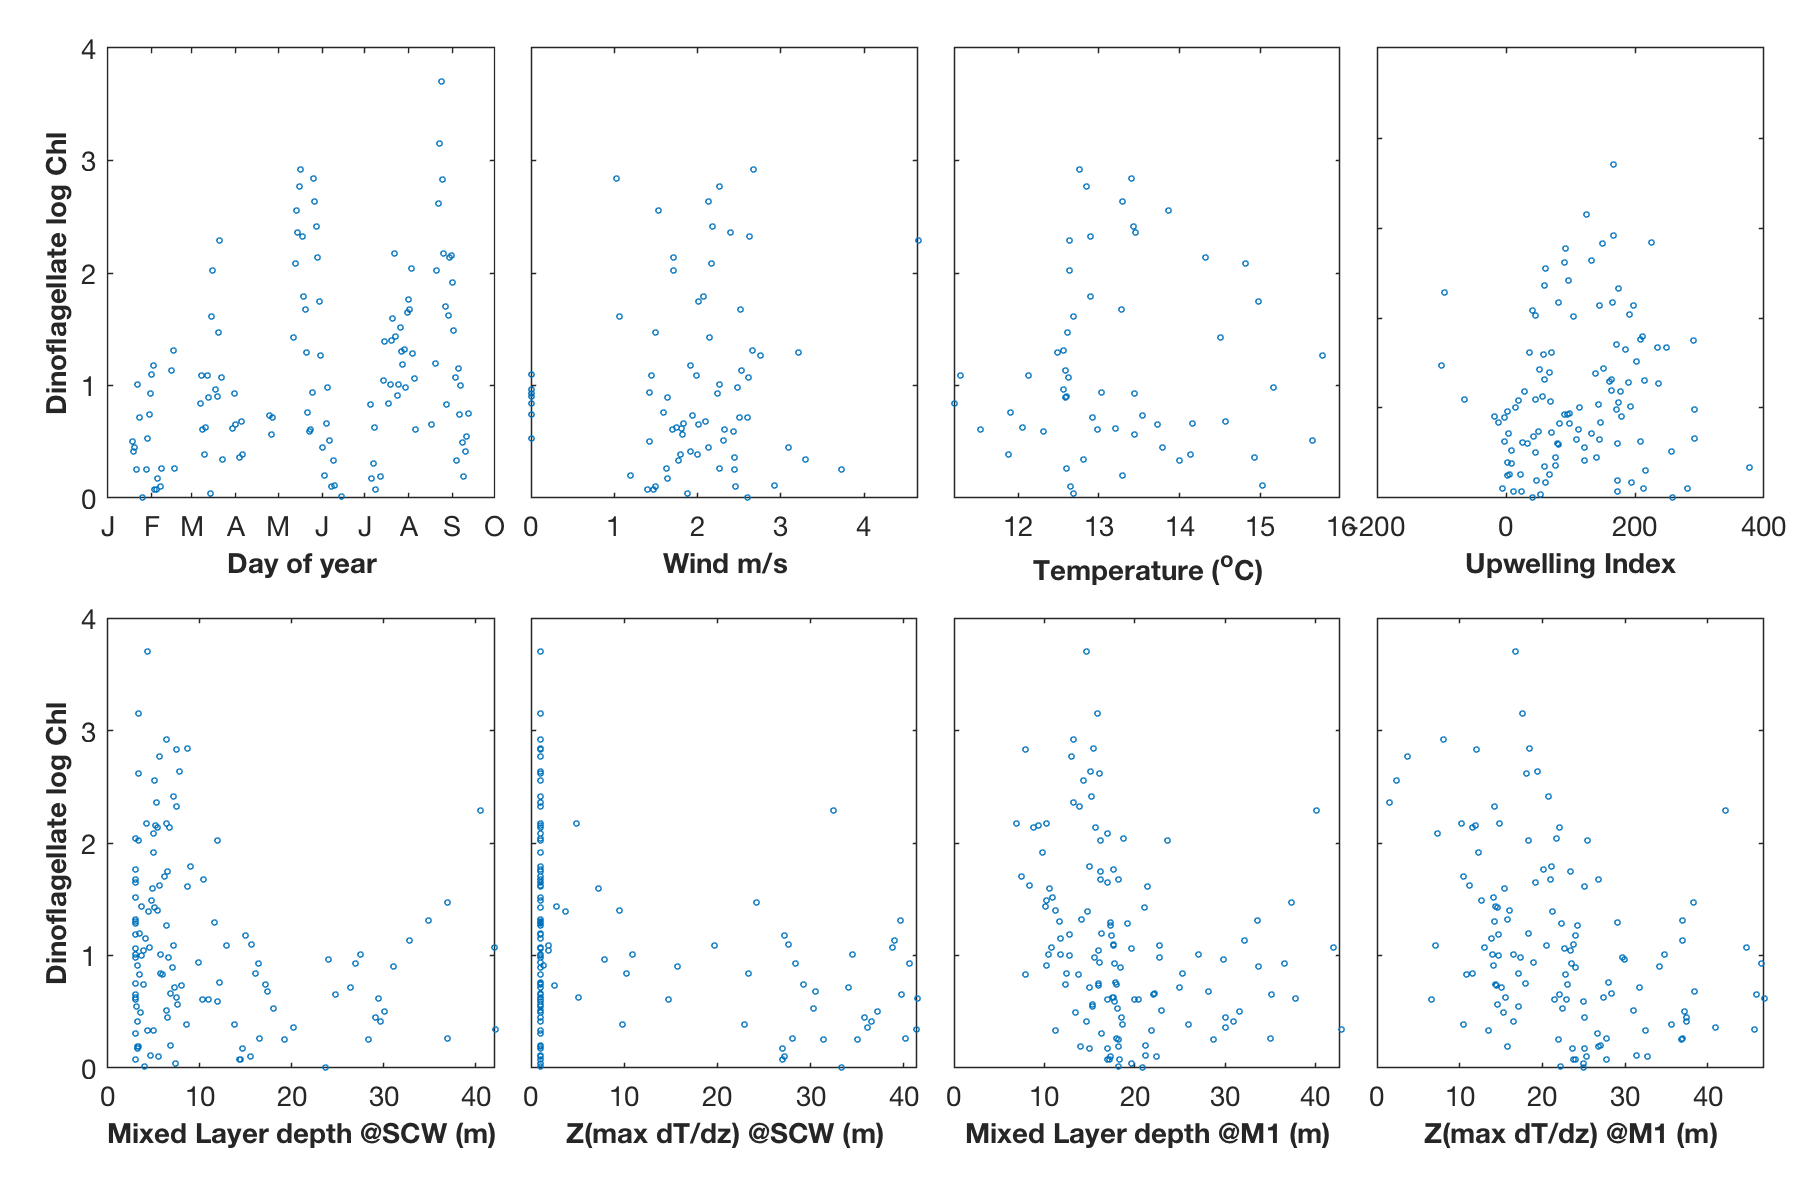 Dinoflagellate log Chl
4
3
2
1
0
J F M A M J J A S O
Day of year
0 1 2 3 4
Wind m/s
12 13 14 15 16
Temperature (°C)
-200 0 200 400
Upwelling Index
Dinoflagellate log Chl
4
3
2
1
0
0 10 20 30 40
Mixed Layer depth @SCW (m)
0 10 20 30 40
Z(max dT/dz) @SCW (m)
0 10 20 30 40
Mixed Layer depth @M1 (m)
0 10 20 30 40
Z(max dT/dz) @M1 (m)